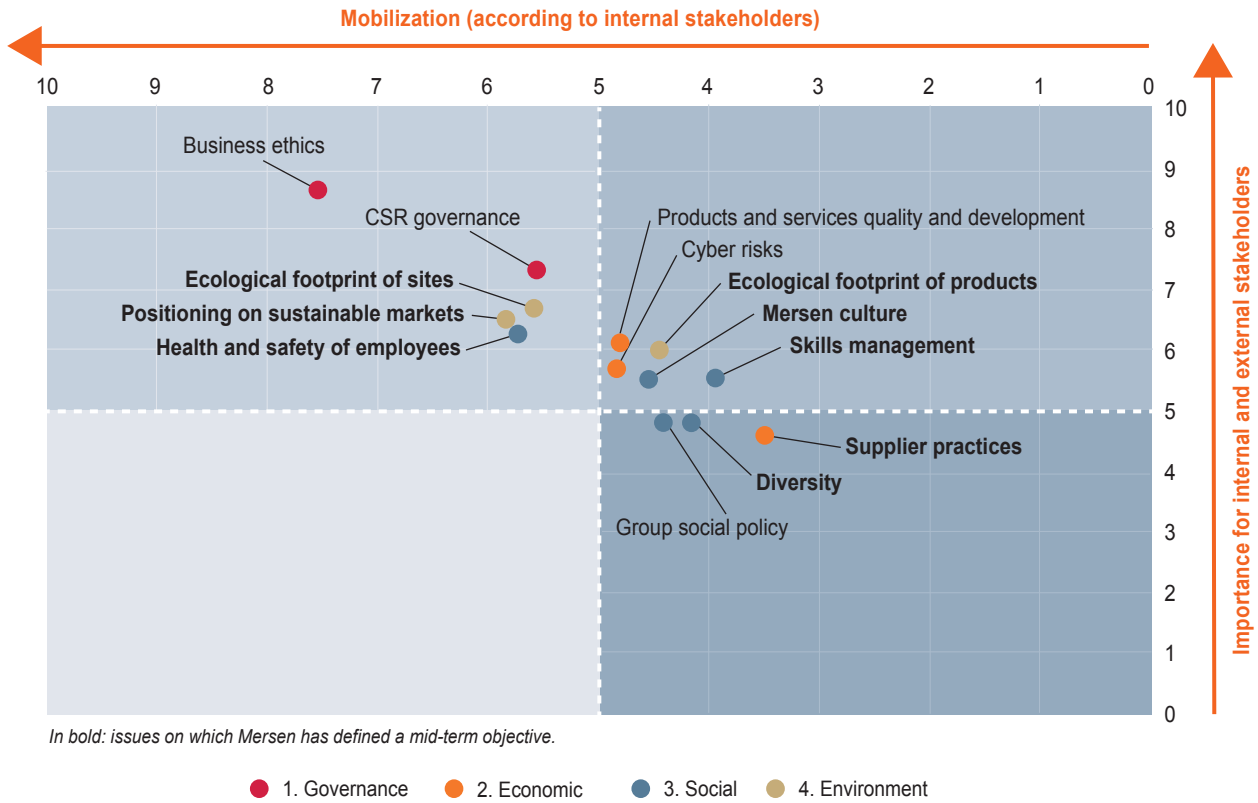 Mobilization (according to internal stakeholders)
10 9 8 7 6 5 4 3 2 1 0
10
9
8
7
6
5
4
3
2
1
0
Importance for internal and external stakeholders
Business ethics
CSR governance
Ecological footprint of sites
Positioning on sustainable markets
Health and safety of employees
Products and services quality and development
Cyber risks
Ecological footprint of products
Mersen culture
Skills management
Supplier practices
Diversity
Group social policy
In bold: issues on which Mersen has defined a mid-term objective.
1. Governance 2. Economic 3. Social 4. Environment